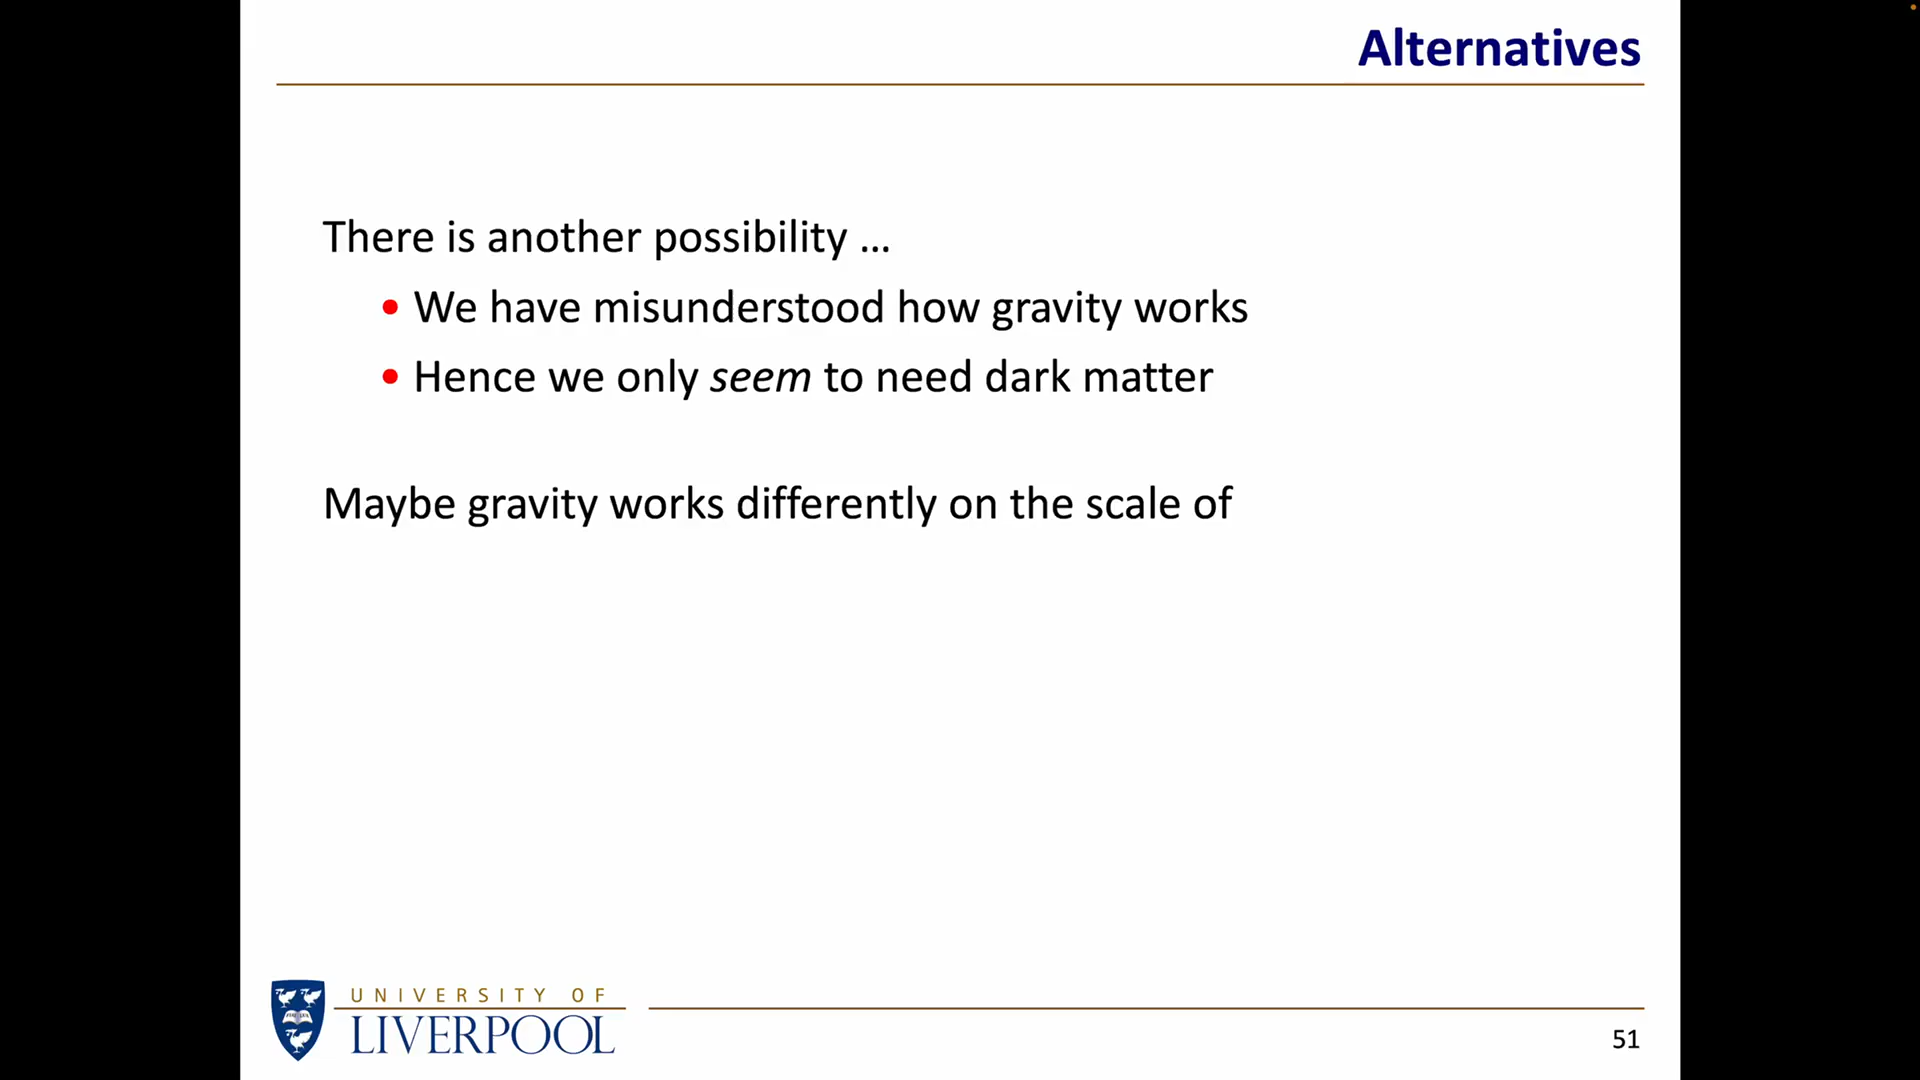 Alternatives
There is another possibility …
• We have misunderstood how gravity works
• Hence we only seem to need dark matter
Maybe gravity works differently on the scale of
UNIVERSITY OF
LIVERPOOL
51